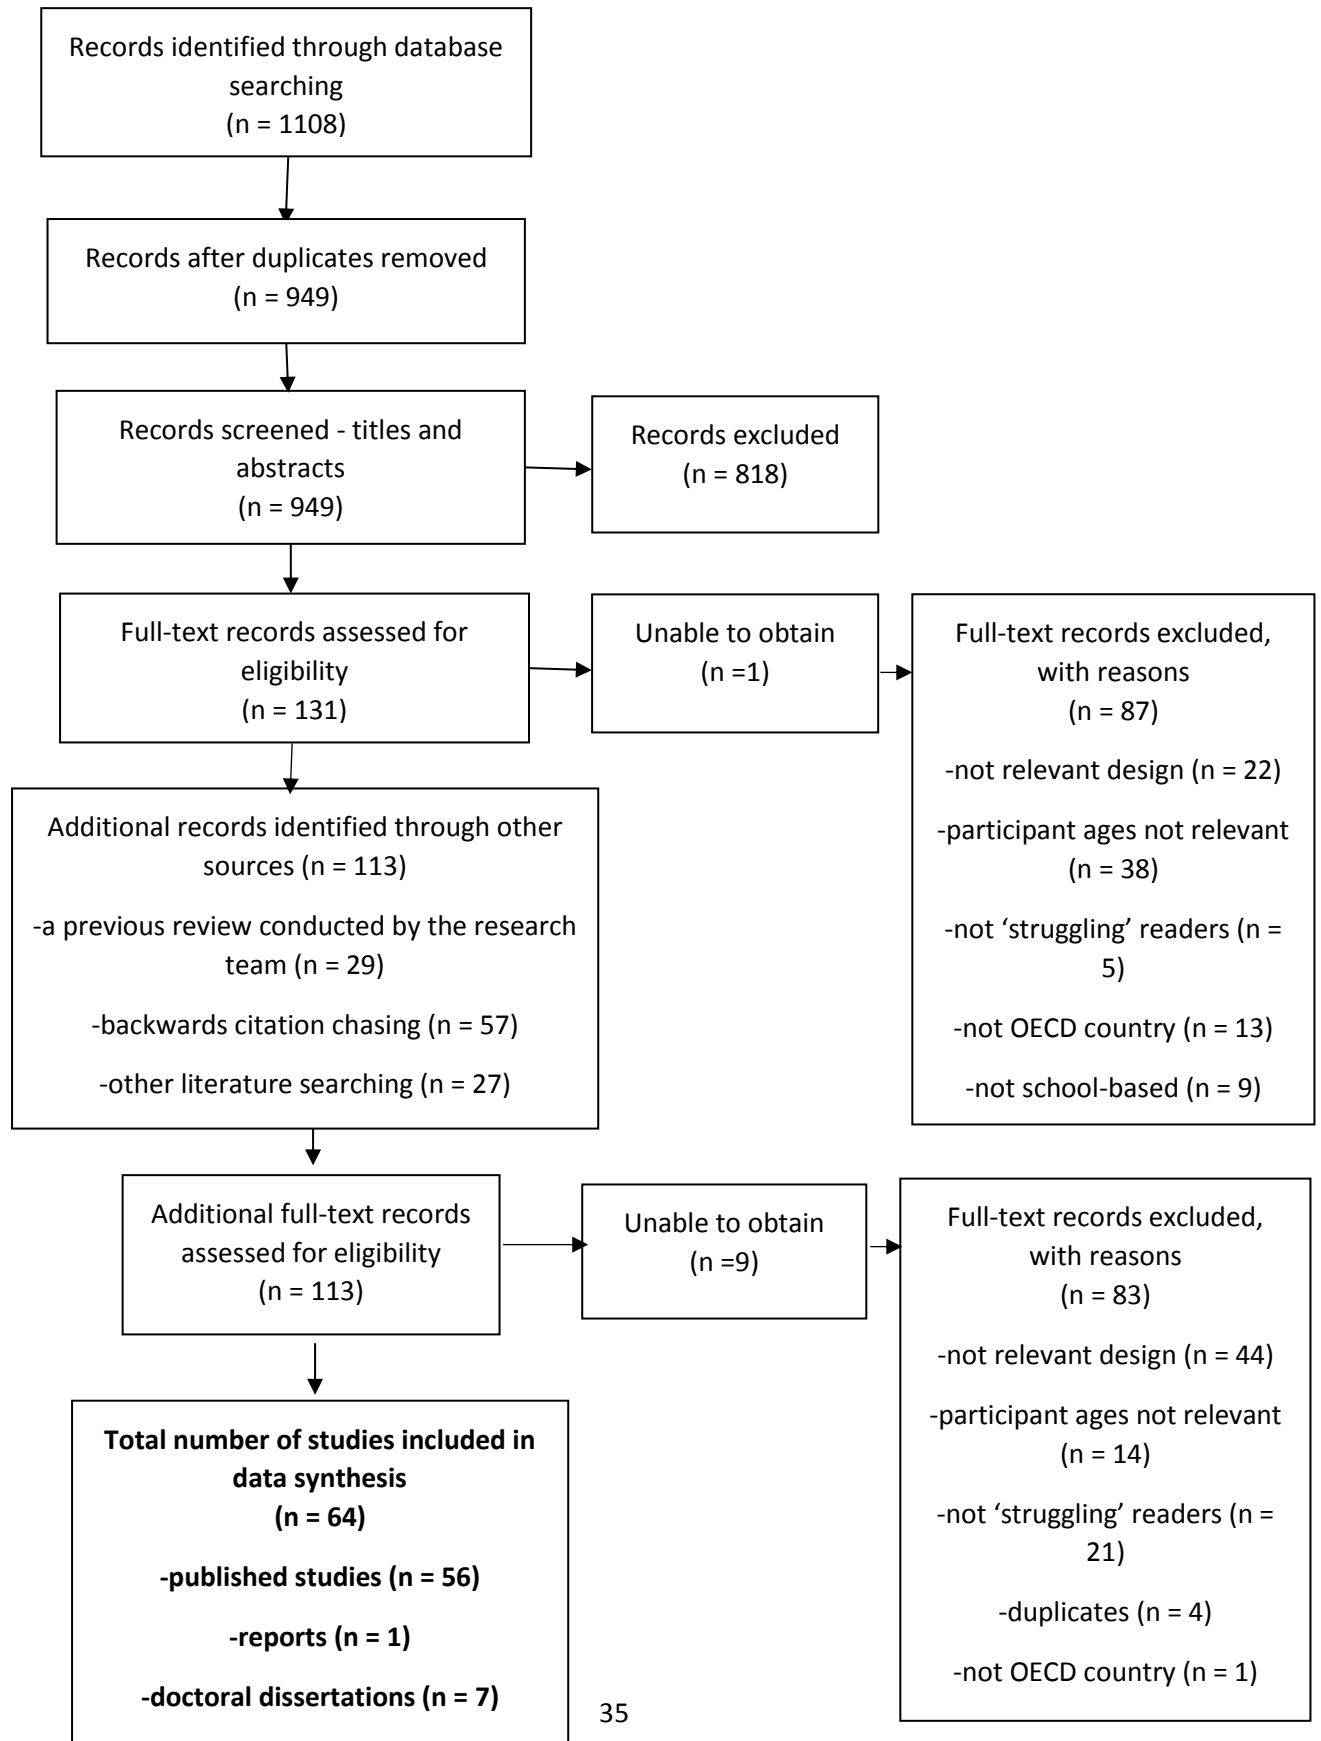 Records identified through database
searching
(n = 1108)
Records after duplicates removed
(n = 949)
Records screened - titles and
abstracts
(n = 949)
Records excluded
(n = 818)
Full-text records assessed for
eligibility
(n = 131)
Unable to obtain
(n =1)
Full-text records excluded,
with reasons
(n = 87)
-not relevant design (n = 22)
-participant ages not relevant
(n = 38)
-not ‘struggling’ readers (n =
5)
-not OECD country (n = 13)
-not school-based (n = 9)
Additional records identified through other
sources (n = 113)
-a previous review conducted by the research
team (n = 29)
-backwards citation chasing (n = 57)
-other literature searching (n = 27)
Additional full-text records
assessed for eligibility
(n = 113)
Unable to obtain
(n =9)
Full-text records excluded,
with reasons
(n = 83)
-not relevant design (n = 44)
-participant ages not relevant
(n = 14)
-not ‘struggling’ readers (n =
21)
-duplicates (n = 4)
-not OECD country (n = 1)
Total number of studies included in
data synthesis
(n = 64)
-published studies (n = 56)
-reports (n = 1)
-doctoral dissertations (n = 7)
35